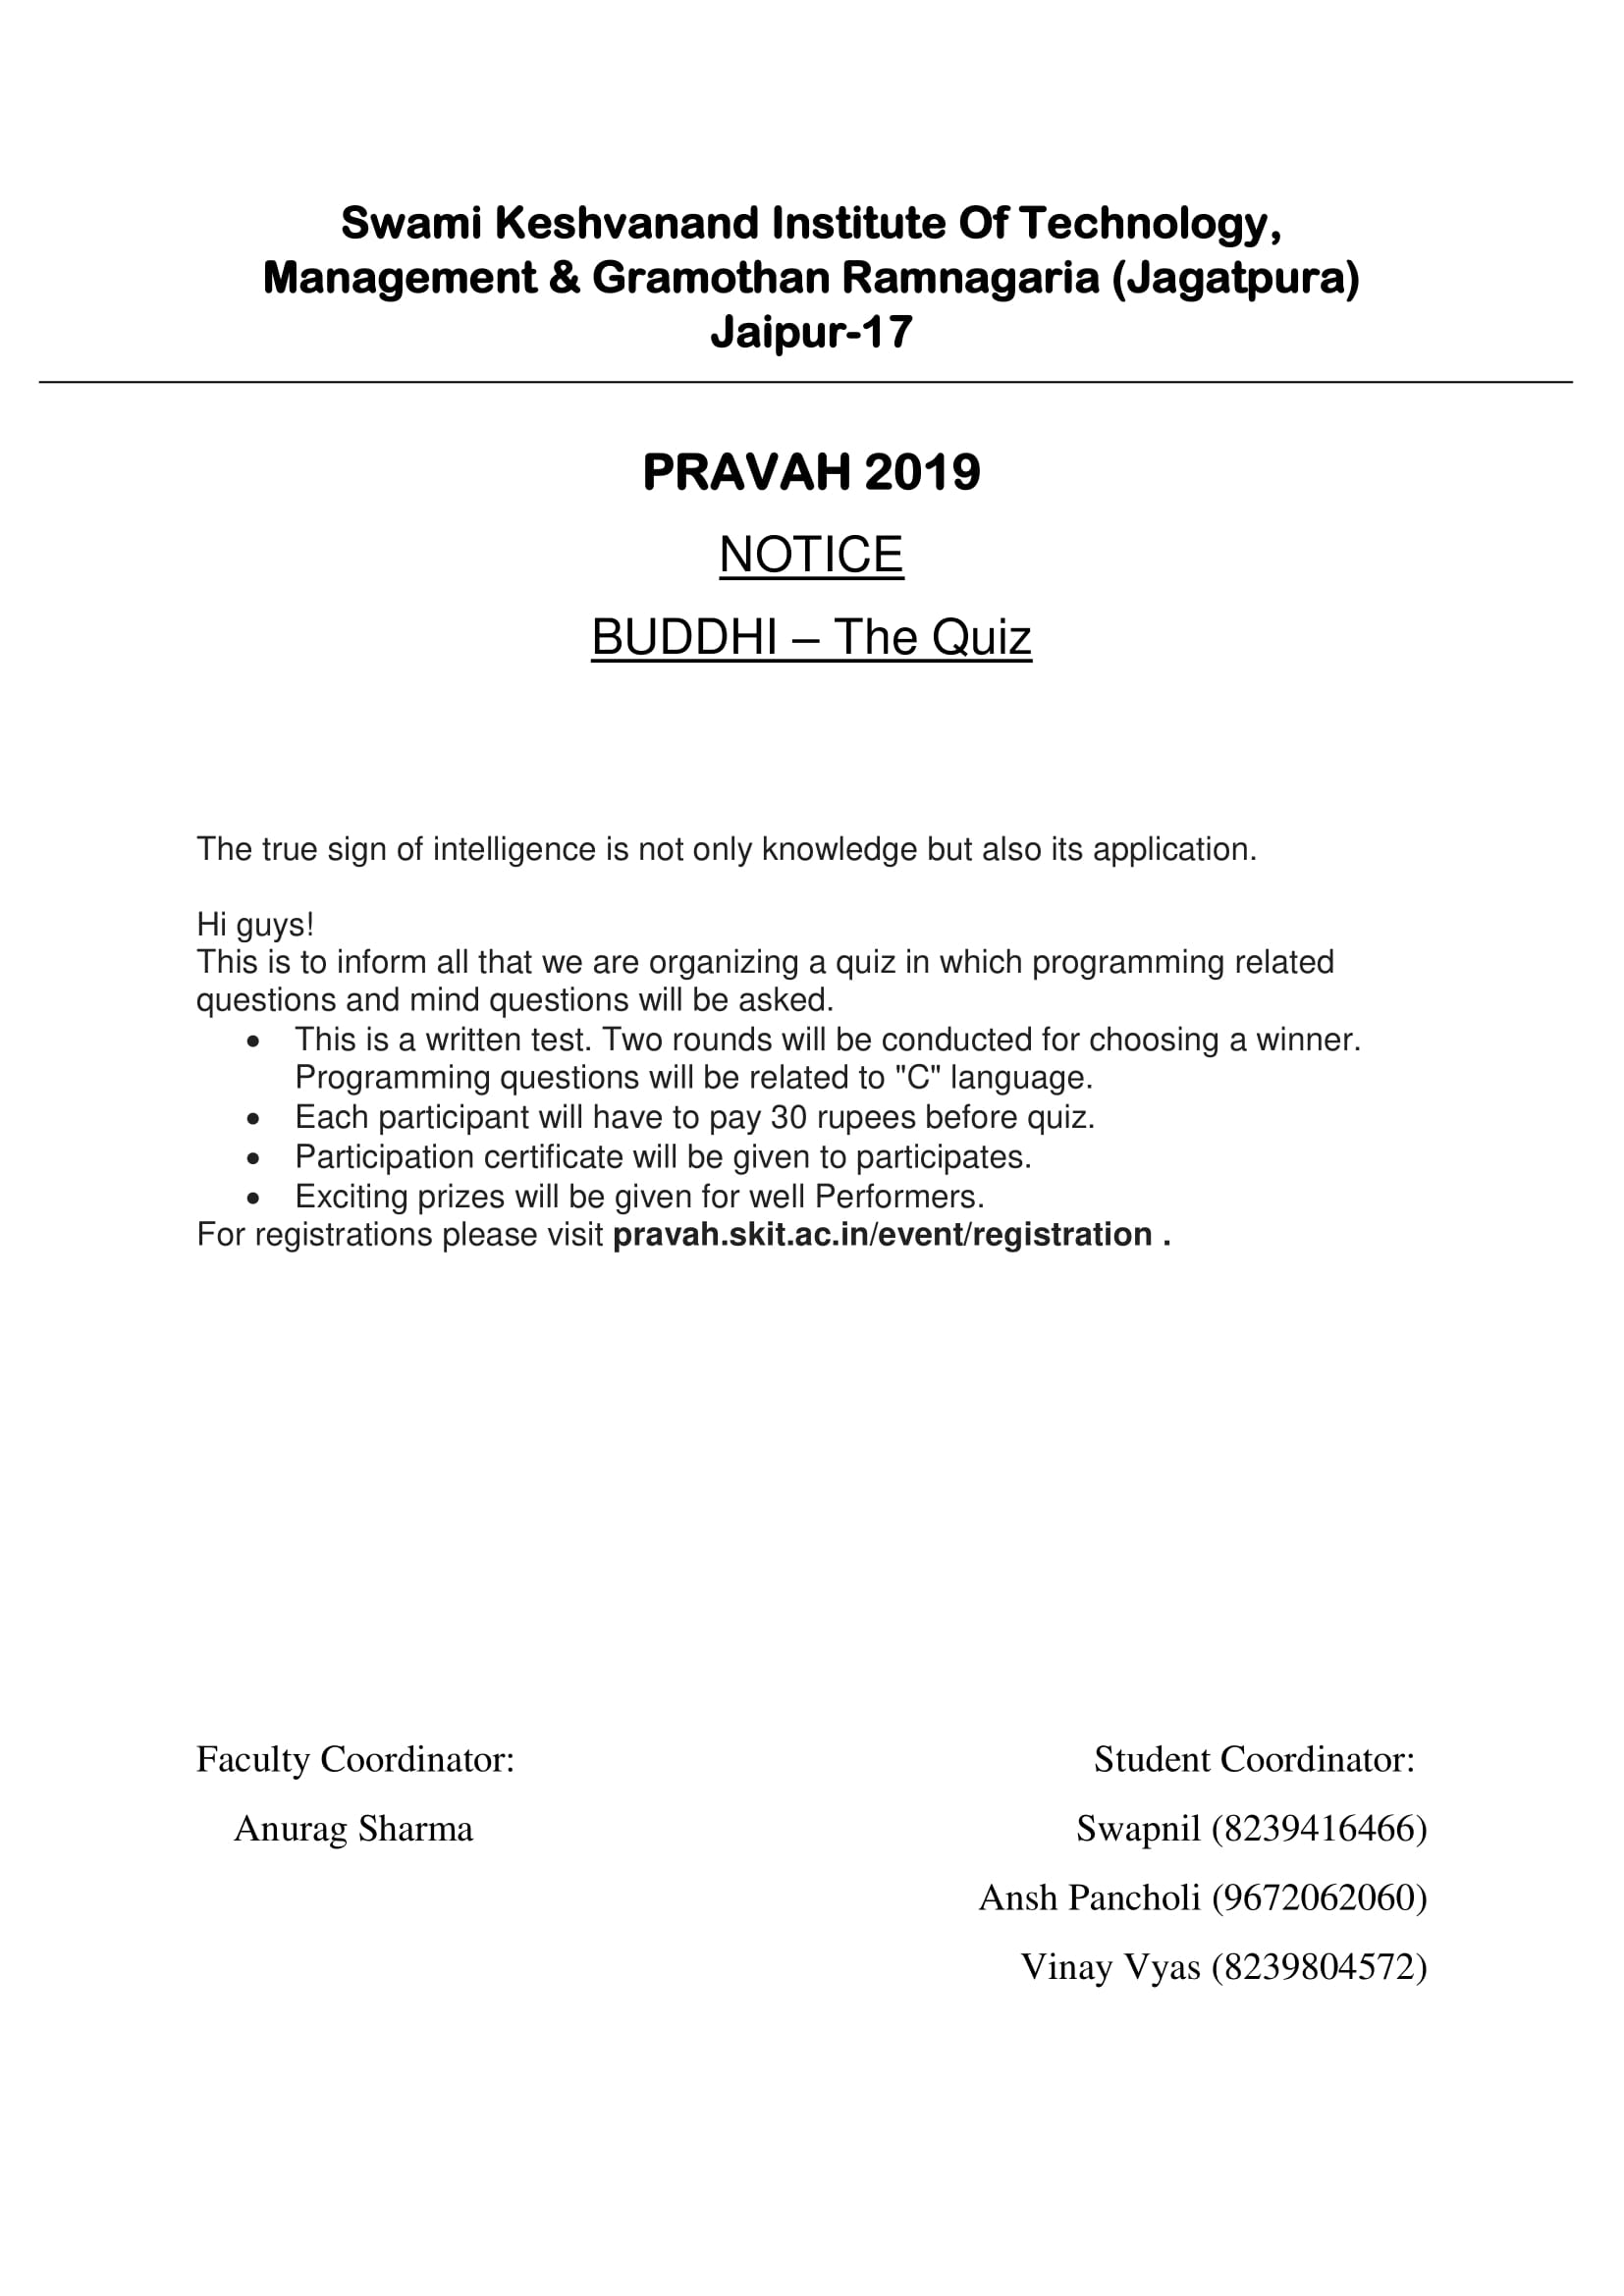 Swami Keshvanand Institute Of Technology,
Management & Gramothan Ramnagaria (Jagatpura)
Jaipur-17
PRAVAH 2019
NOTICE
BUDDHI – The Quiz
The true sign of intelligence is not only knowledge but also its application.
Hi guys!
This is to inform all that we are organizing a quiz in which programming related
questions and mind questions will be asked.
• This is a written test. Two rounds will be conducted for choosing a winner.
Programming questions will be related to "C" language.
• Each participant will have to pay 30 rupees before quiz.
• Participation certificate will be given to participates.
• Exciting prizes will be given for well Performers.
For registrations please visit pravah.skit.ac.in/event/registration .
Faculty Coordinator: Student Coordinator:
Anurag Sharma Swapnil (8239416466)
Ansh Pancholi (9672062060)
Vinay Vyas (8239804572)